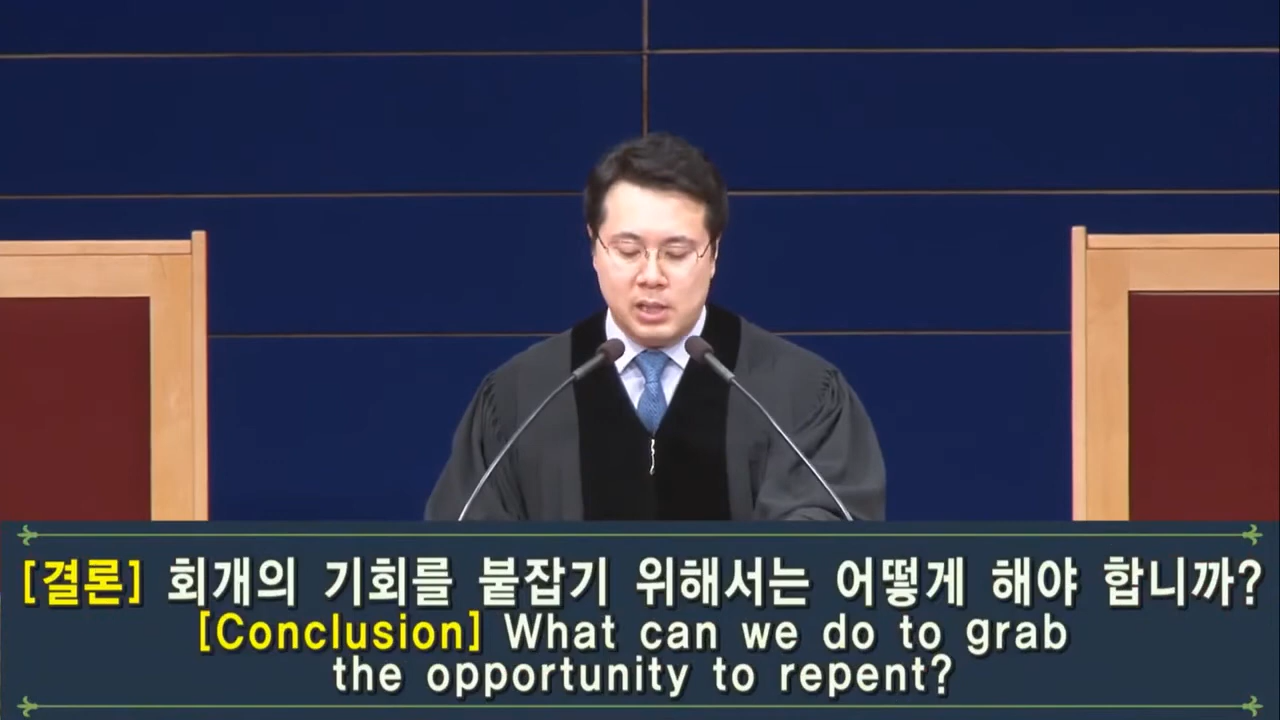 [결론] 회개의 기회를 붙잡기 위해서는 어떻게 해야 합니까?
[Conclusion] What can we do to grab
the opportunity to repent?